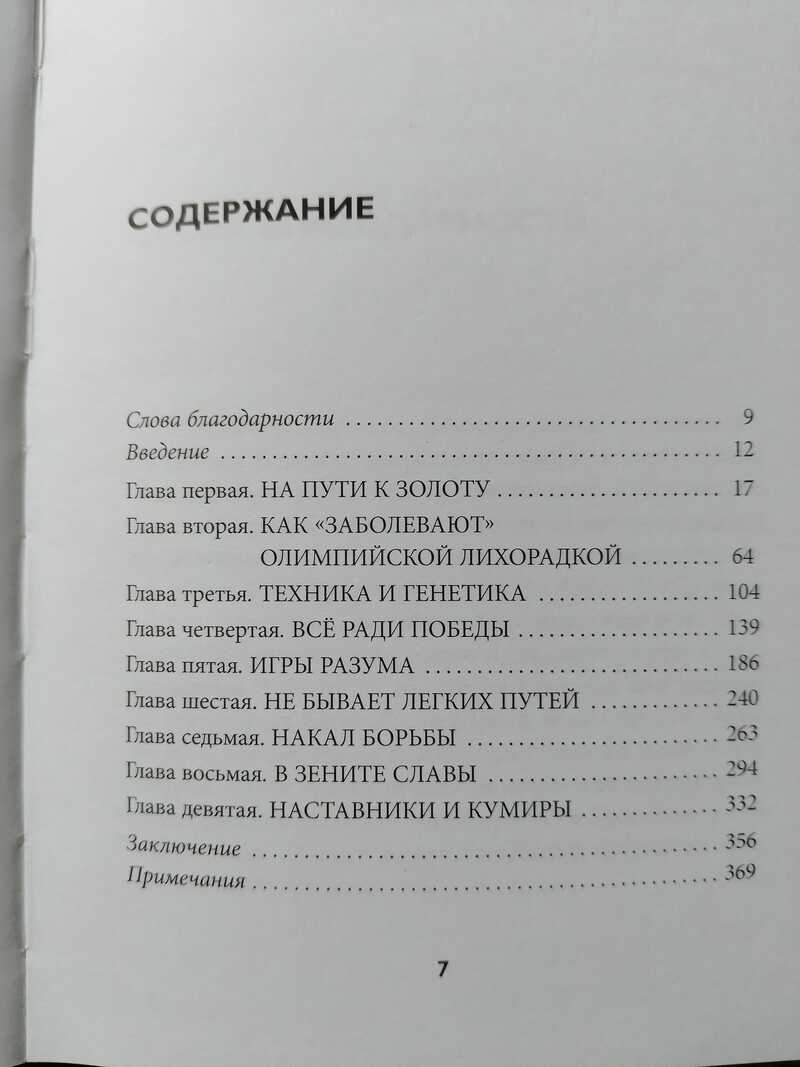 СОДЕРЖАНИЕ
Слова благодарности ........................................ 9
Введение ........................................ 12
Глава первая. НА ПУТИ К ЗОЛОТУ ........................ 17
Глава вторая. КАК «ЗАБОЛЕВАЮТ»
ОЛИМПИЙСКОЙ ЛИХОРАДКОЙ ......... 64
Глава третья. ТЕХНИКА И ГЕНЕТИКА .................... 104
Глава четвертая. ВСЁ РАДИ ПОБЕДЫ .................... 139
Глава пятая. ИГРЫ РАЗУМА ............................ 186
Глава шестая. НЕ БЫВАЕТ ЛЕГКИХ ПУТЕЙ ............. 240
Глава седьмая. НАКАЛ БОРЬБЫ ........................ 263
Глава восьмая. В ЗЕНИТЕ СЛАВЫ ...................... 294
Глава девятая. НАСТАВНИКИ И КУМИРЫ .............. 332
Заключение ........................................ 356
Примечания ........................................ 369
7